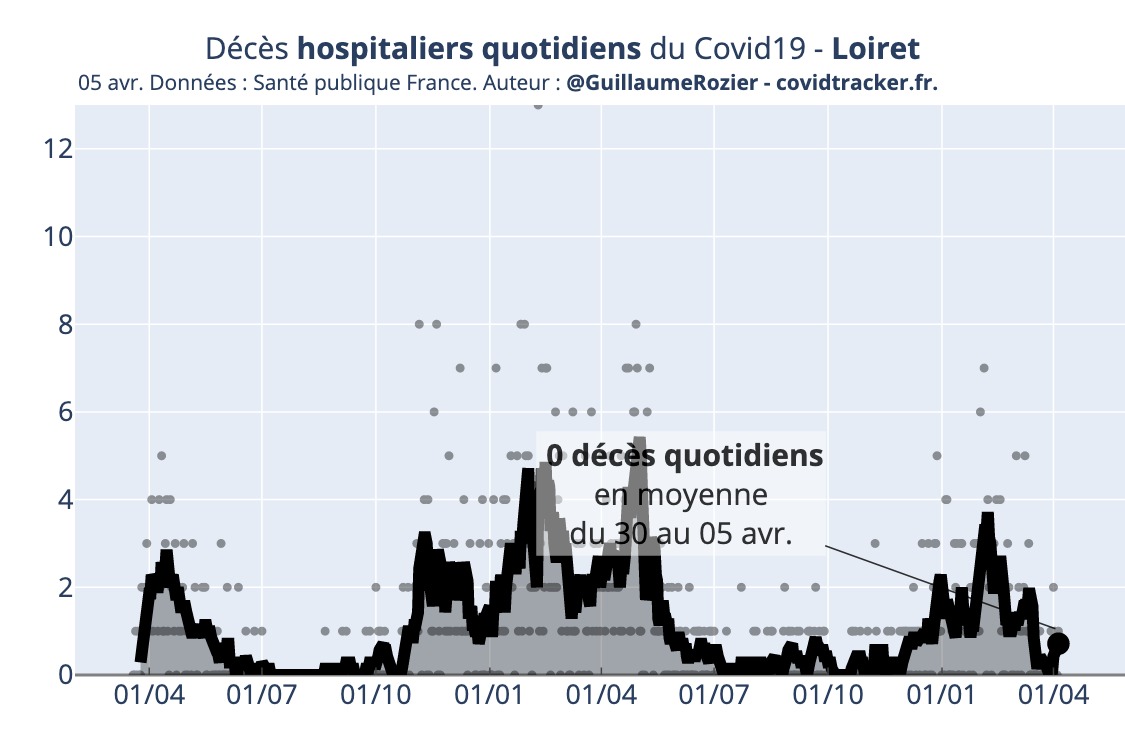 Décès hospitaliers quotidiens du Covid19 - Loiret
05 avr. Données : Santé publique France. Auteur : @GuillaumeRozier - covidtracker.fr.
12
10
8
6
0 décès quotidiens
4
en moyenne
du 30 au 05 avr.
2
0
01/04 01/07 01/10 01/01 01/04 01/07 01/10 01/01 01/04